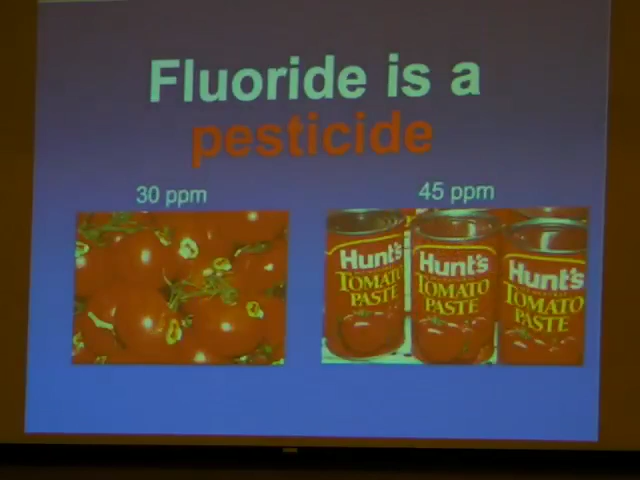 Fluoride is a
pesticide
30 ppm
45 ppm
Hunt's
TOMATO
PASTE
Hunt's
TOMATO
PASTE
Hunt's
TOMATO
PASTE